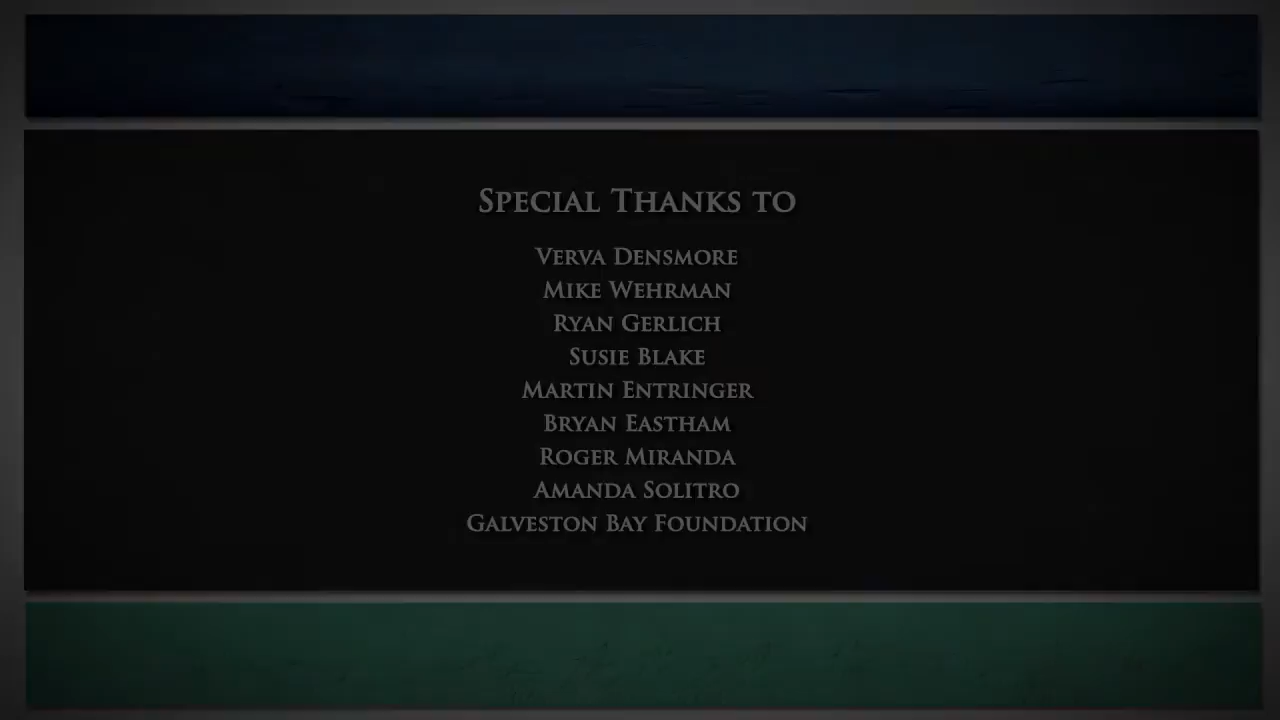 Special Thanks to
Verva Densmore
Mike Wehrman
Ryan Gerlich
Susie Blake
Martin Entringer
Bryan Eastham
Roger Miranda
Amanda Solitro
Galveston Bay Foundation